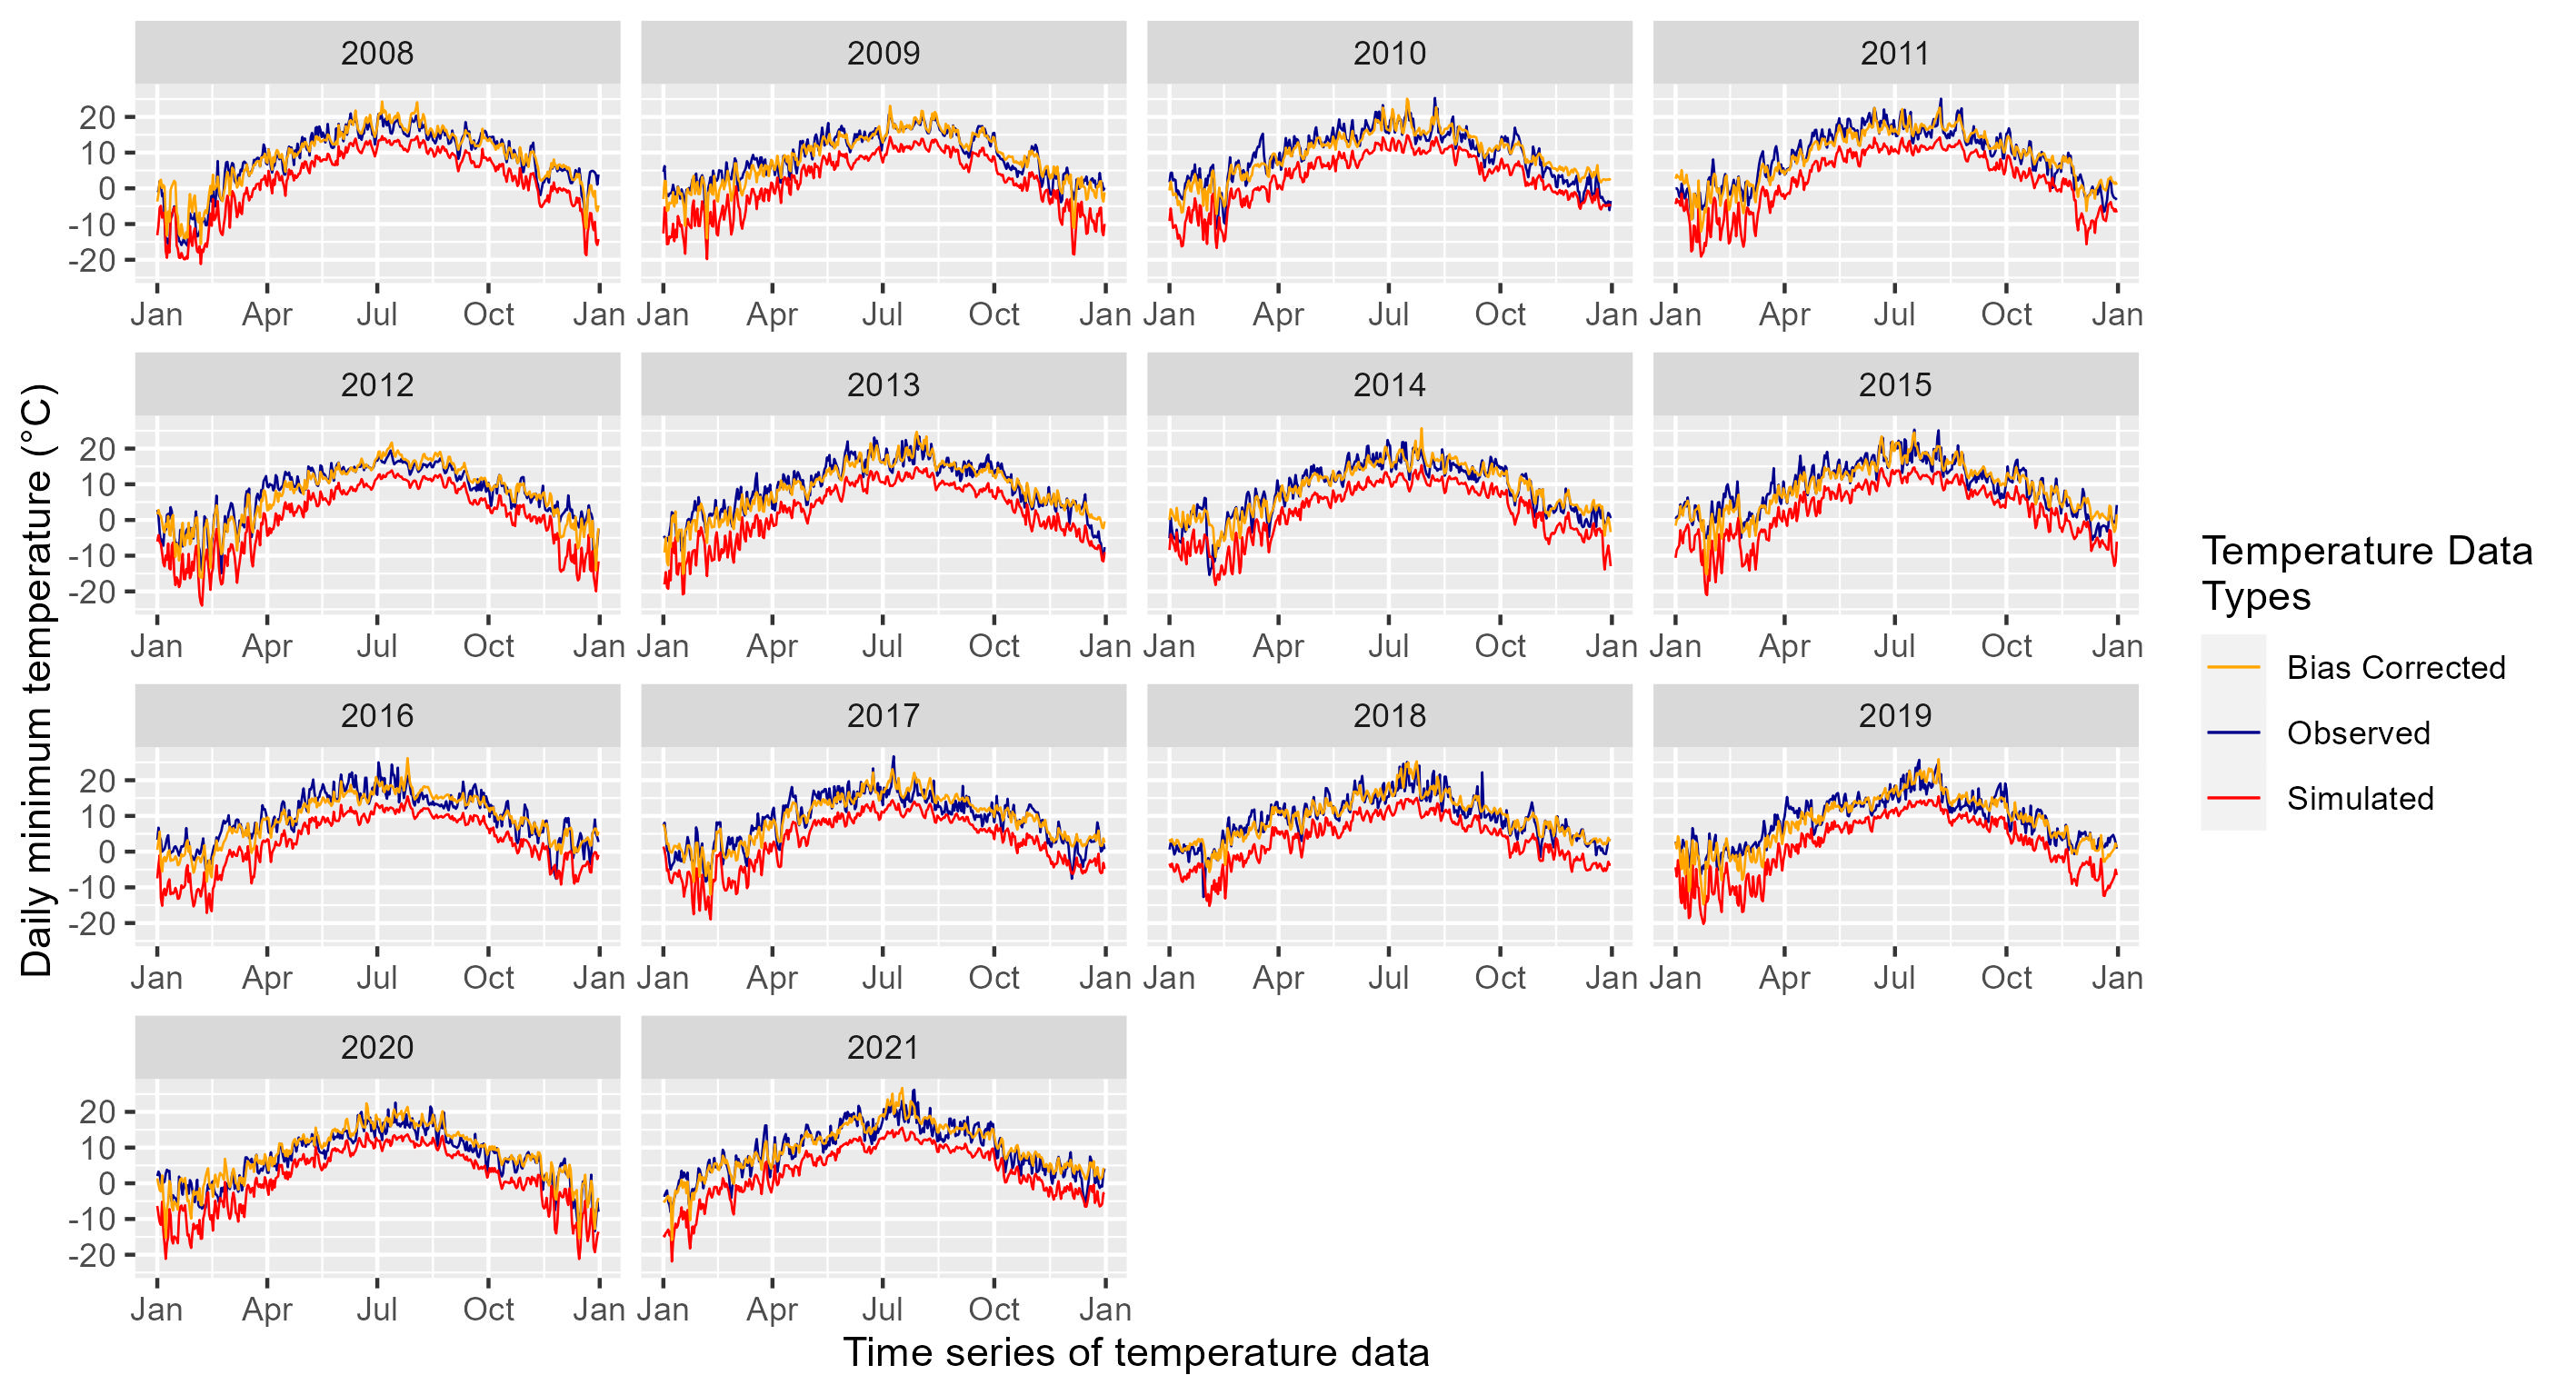 2008 2009 2010 2011
20
10
0
-10
-20
Jan Apr Jul Oct Jan Jan Apr Jul Oct Jan Jan Apr Jul Oct Jan Jan Apr Jul Oct Jan
2012 2013 2014 2015
20
10
0
-10
-20
Jan Apr Jul Oct Jan Jan Apr Jul Oct Jan Jan Apr Jul Oct Jan Jan Apr Jul Oct Jan
2016 2017 2018 2019
20
10
0
-10
-20
Jan Apr Jul Oct Jan Jan Apr Jul Oct Jan Jan Apr Jul Oct Jan Jan Apr Jul Oct Jan
2020 2021
20
10
0
-10
-20
Jan Apr Jul Oct Jan Jan Apr Jul Oct Jan
Daily minimum temperature (°C)
Time series of temperature data
Temperature Data
Types
Bias Corrected
Observed
Simulated